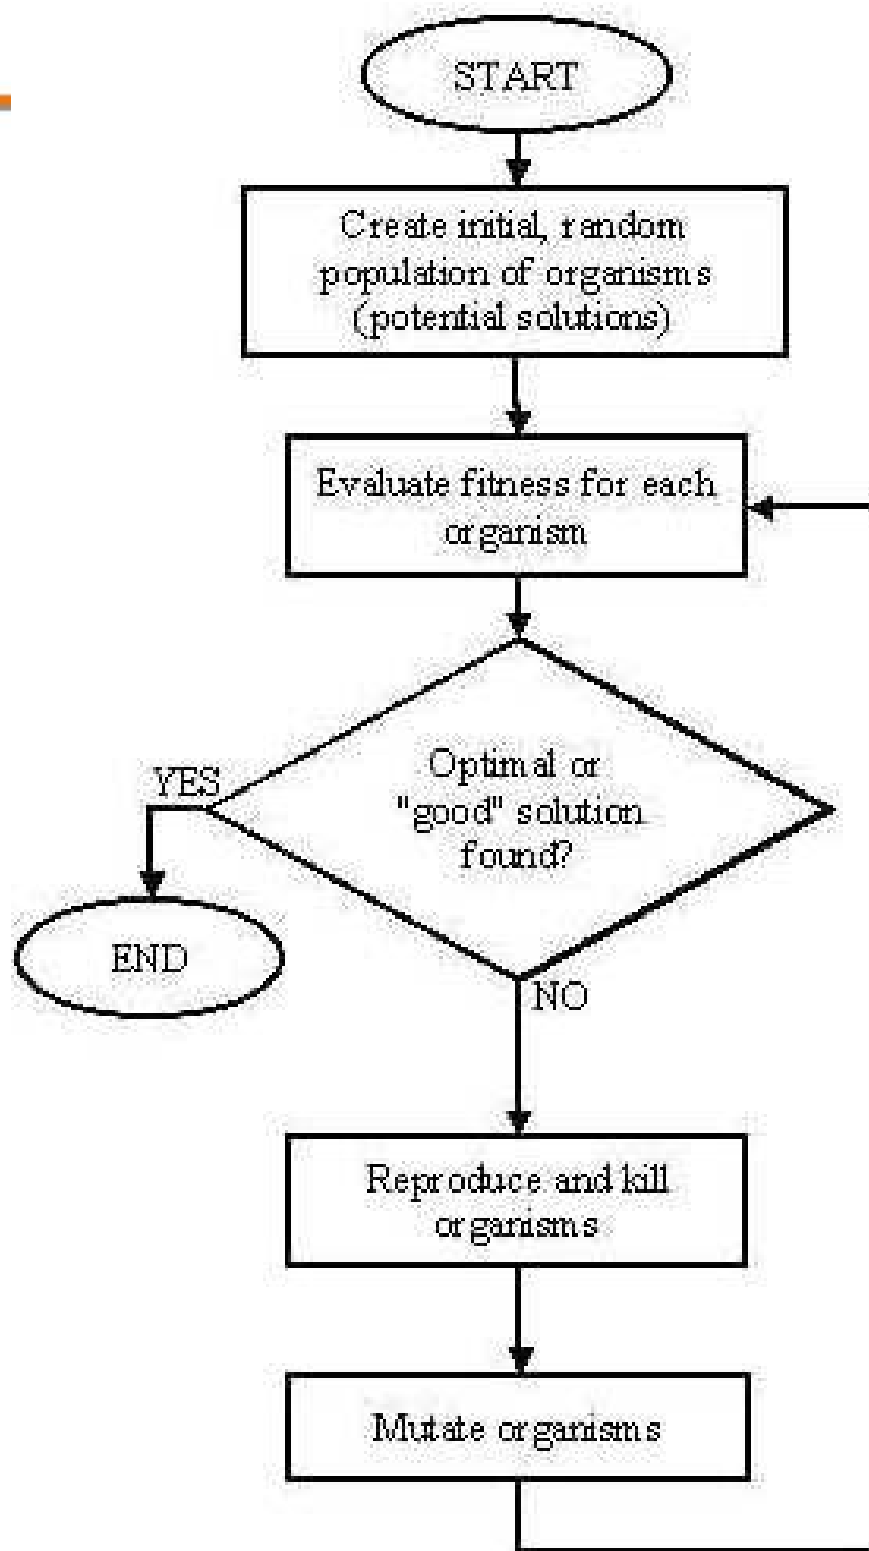 START
Create initial, random
population of organisms
(potential solutions)
Evaluate fitness for each
organism
Optimal or
"good" solution
found?
YES
END
NO
Reproduce and kill
organisms
Mutate organisms